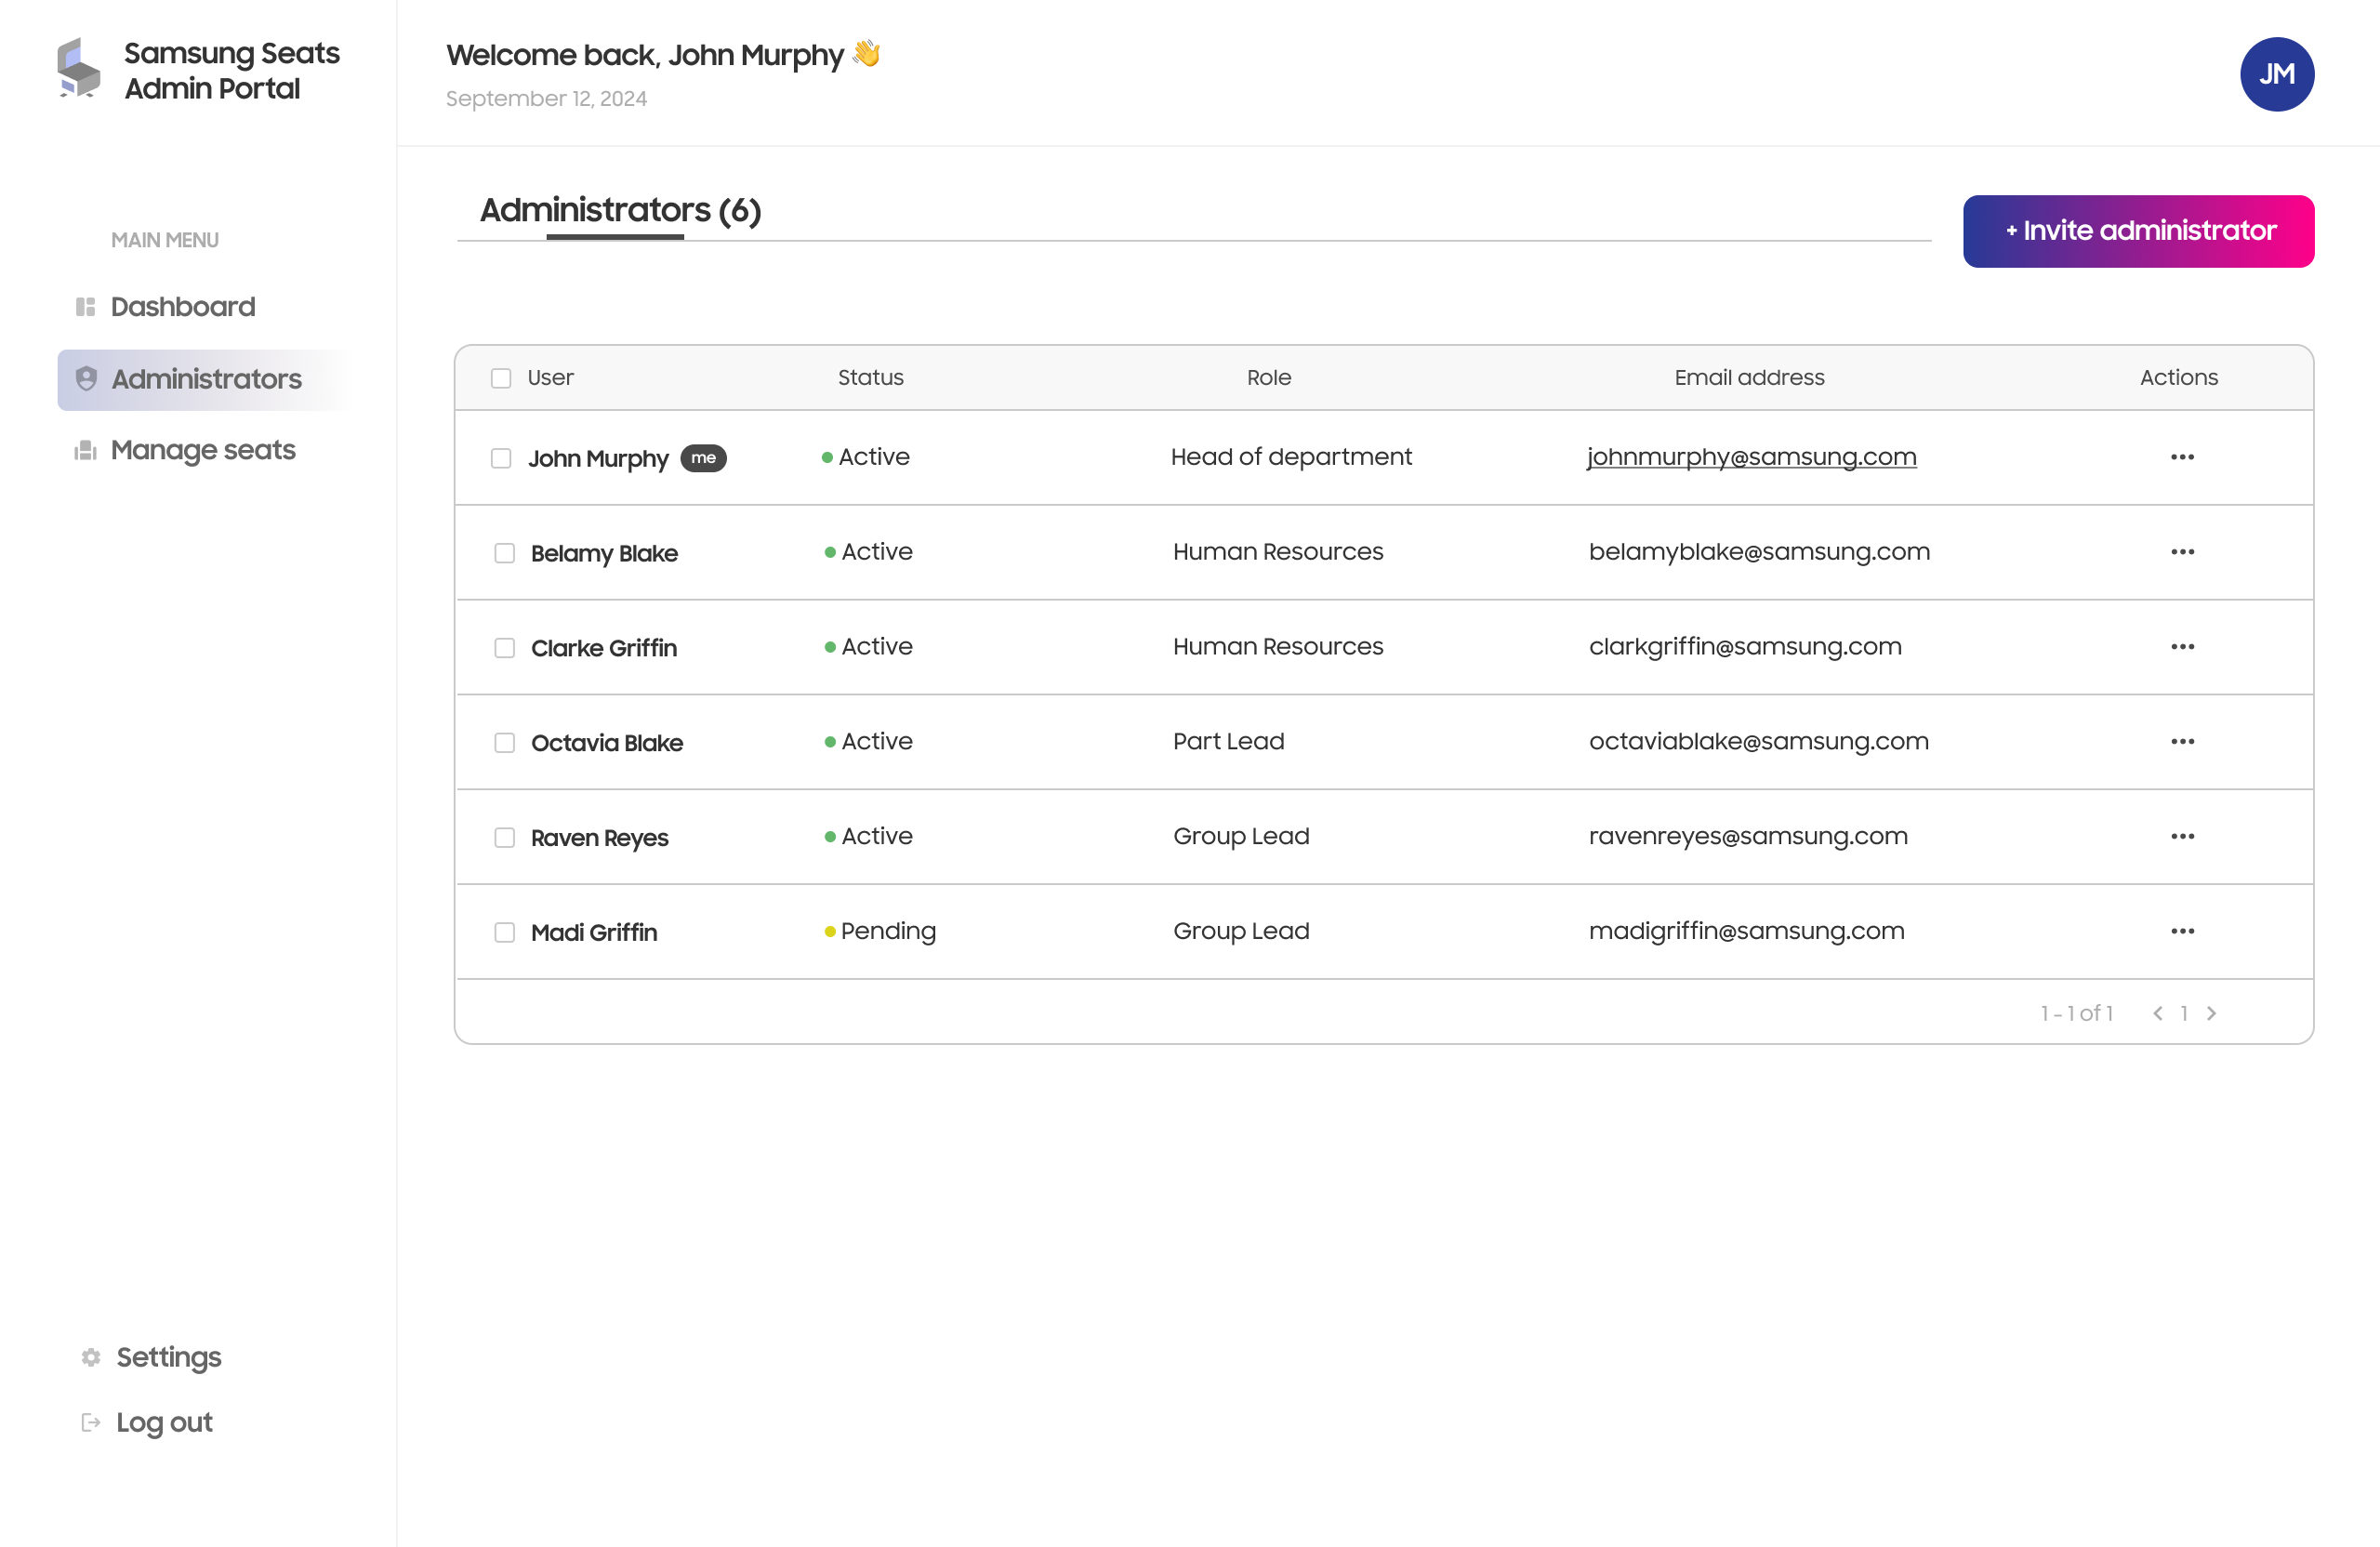 Samsung Seats
Admin Portal
Welcome back, John Murphy 👋
September 12, 2024
JM
MAIN MENU
Dashboard
Administrators
Manage seats
Settings
Log out
Administrators (6)
+ Invite administrator
User Status Role Email address Actions
John Murphy me Active Head of department johnmurphy@samsung.com •••
Belamy Blake Active Human Resources belamyblake@samsung.com •••
Clarke Griffin Active Human Resources clarkgriffin@samsung.com •••
Octavia Blake Active Part Lead octaviablake@samsung.com •••
Raven Reyes Active Group Lead ravenreyes@samsung.com •••
Madi Griffin Pending Group Lead madigriffin@samsung.com •••
1 - 1 of 1 < 1 >